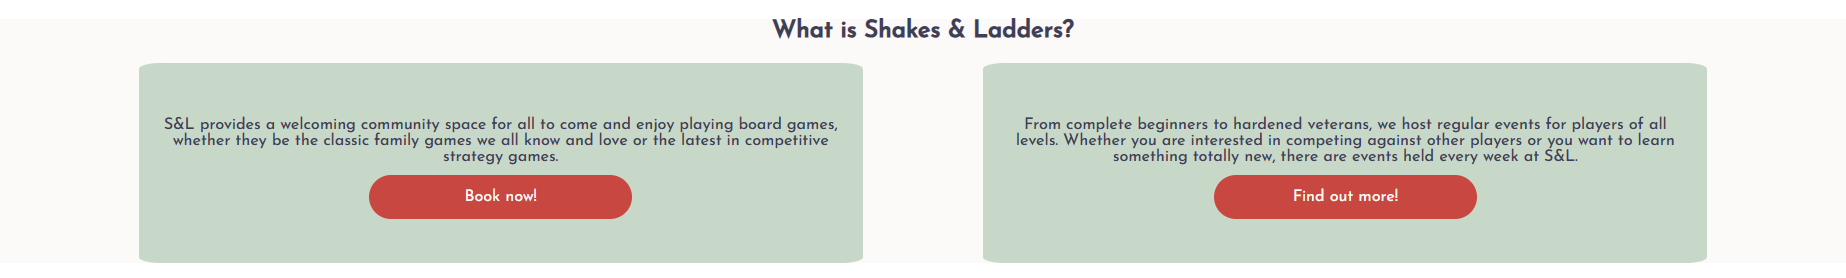 What is Shakes & Ladders?
S&L provides a welcoming community space for all to come and enjoy playing board games,
whether they be the classic family games we all know and love or the latest in competitive
strategy games.
Book now!
From complete beginners to hardened veterans, we host regular events for players of all
levels. Whether you are interested in competing against other players or you want to learn
something totally new, there are events held every week at S&L.
Find out more!